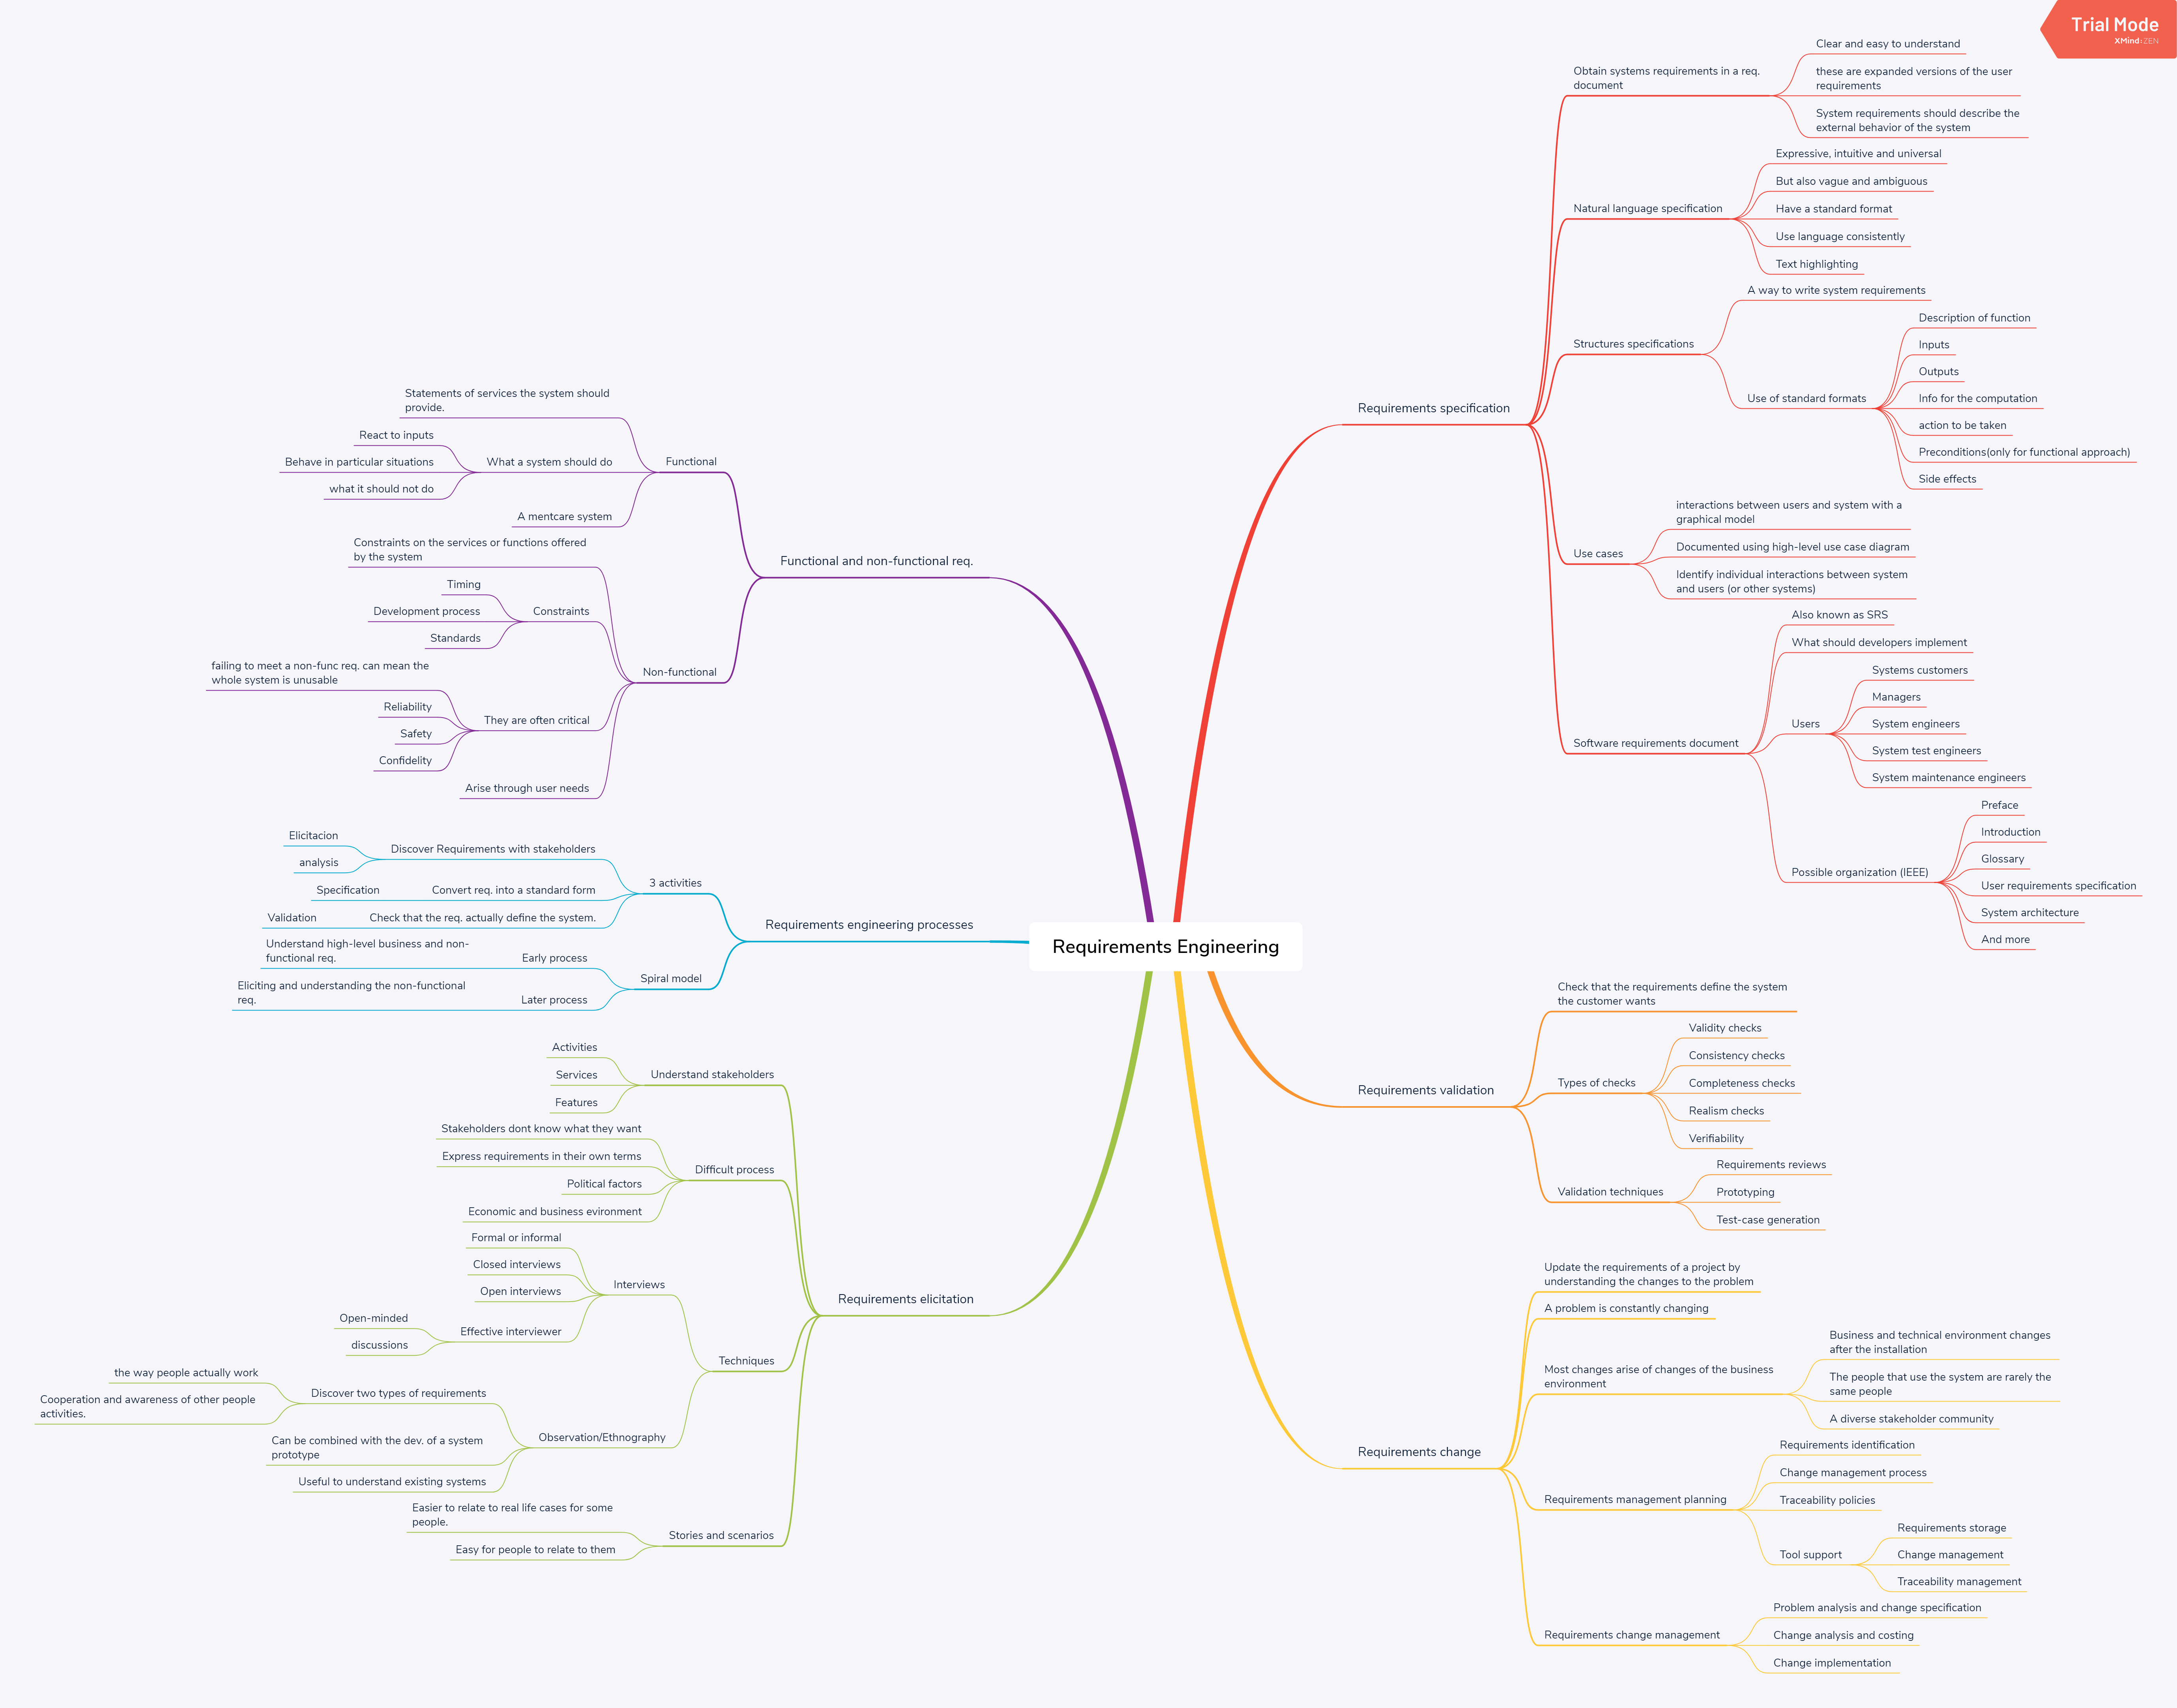 Trial Mode
XMind:ZEN
Requirements Engineering
Requirements specification
Obtain systems requirements in a req.
document
Clear and easy to understand
these are expanded versions of the user
requirements
System requirements should describe the
external behavior of the system
Natural language specification
Expressive, intuitive and universal
But also vague and ambiguous
Have a standard format
Use language consistently
Text highlighting
Structures specifications
A way to write system requirements
Use of standard formats
Description of function
Inputs
Outputs
Info for the computation
action to be taken
Preconditions(only for functional approach)
Side effects
Use cases
interactions between users and system with a
graphical model
Documented using high-level use case diagram
Identify individual interactions between system
and users (or other systems)
Software requirements document
Also known as SRS
What should developers implement
Users
Systems customers
Managers
System engineers
System test engineers
System maintenance engineers
Possible organization (IEEE)
Preface
Introduction
Glossary
User requirements specification
System architecture
And more
Requirements validation
Check that the requirements define the system
the customer wants
Types of checks
Validity checks
Consistency checks
Completeness checks
Realism checks
Verifiability
Validation techniques
Requirements reviews
Prototyping
Test-case generation
Requirements change
Update the requirements of a project by
understanding the changes to the problem
A problem is constantly changing
Most changes arise of changes of the business
environment
Business and technical environment changes
after the installation
The people that use the system are rarely the
same people
A diverse stakeholder community
Requirements management planning
Requirements identification
Change management process
Traceability policies
Tool support
Requirements storage
Change management
Traceability management
Requirements change management
Problem analysis and change specification
Change analysis and costing
Change implementation
Functional and non-functional req.
Functional
Statements of services the system should
provide.
What a system should do
React to inputs
Behave in particular situations
what it should not do
A mentcare system
Non-functional
Constraints on the services or functions offered
by the system
Constraints
Timing
Development process
Standards
They are often critical
failing to meet a non-func req. can mean the
whole system is unusable
Reliability
Safety
Confidelity
Arise through user needs
Requirements engineering processes
3 activities
Discover Requirements with stakeholders
Elicitacion
analysis
Convert req. into a standard form
Specification
Check that the req. actually define the system.
Validation
Spiral model
Early process
Understand high-level business and non-
functional req.
Later process
Eliciting and understanding the non-functional
req.
Requirements elicitation
Understand stakeholders
Activities
Services
Features
Difficult process
Stakeholders dont know what they want
Express requirements in their own terms
Political factors
Economic and business evironment
Techniques
Interviews
Formal or informal
Closed interviews
Open interviews
Effective interviewer
Open-minded
discussions
Observation/Ethnography
Discover two types of requirements
the way people actually work
Cooperation and awareness of other people
activities.
Can be combined with the dev. of a system
prototype
Useful to understand existing systems
Stories and scenarios
Easier to relate to real life cases for some
people.
Easy for people to relate to them